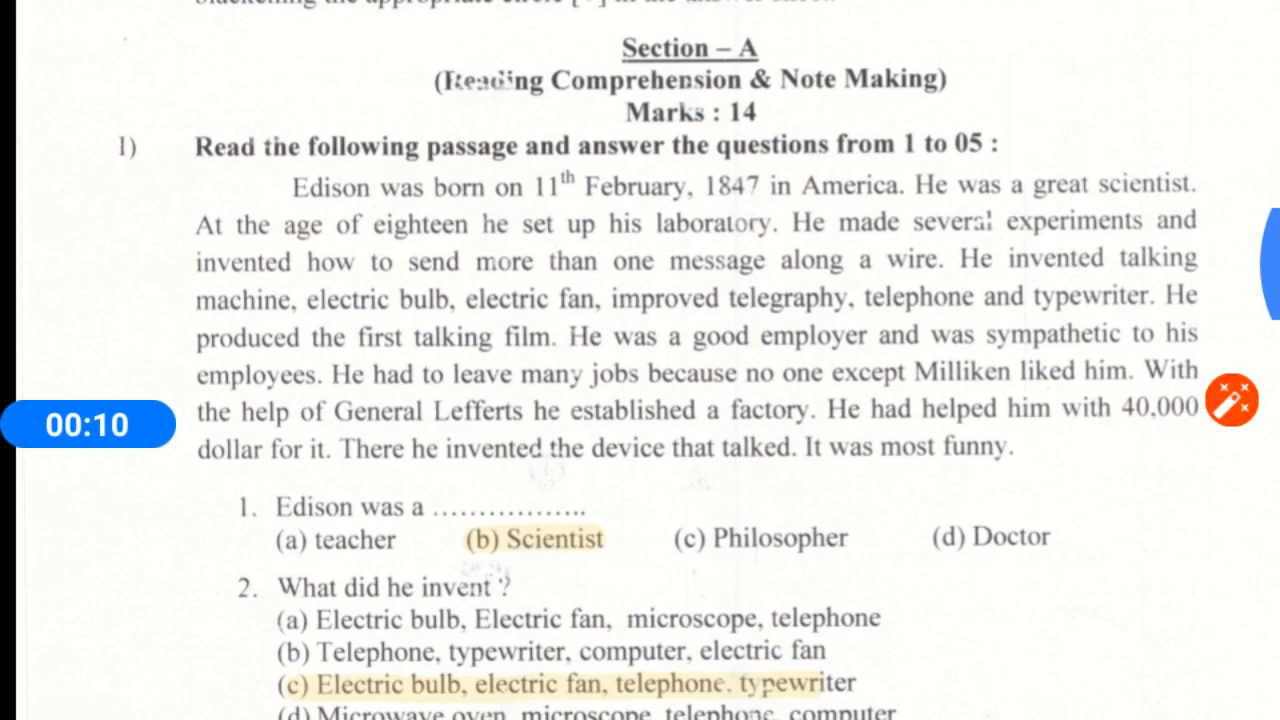 Section – A
(Reading Comprehension & Note Making)
Marks : 14
1) Read the following passage and answer the questions from 1 to 05 :
Edison was born on 11th February, 1847 in America. He was a great scientist.
At the age of eighteen he set up his laboratory. He made several experiments and
invented how to send more than one message along a wire. He invented talking
machine, electric bulb, electric fan, improved telegraphy, telephone and typewriter. He
produced the first talking film. He was a good employer and was sympathetic to his
employees. He had to leave many jobs because no one except Milliken liked him. With
the help of General Lefferts he established a factory. He had helped him with 40,000
00:10
dollar for it. There he invented the device that talked. It was most funny.
1. Edison was a .................
(a) teacher (b) Scientist (c) Philosopher (d) Doctor
2. What did he invent ?
(a) Electric bulb, Electric fan, microscope, telephone
(b) Telephone, typewriter, computer, electric fan
(c) Electric bulb, electric fan, telephone, typewriter
(d) Microwave oven, microscope, telephone, computer